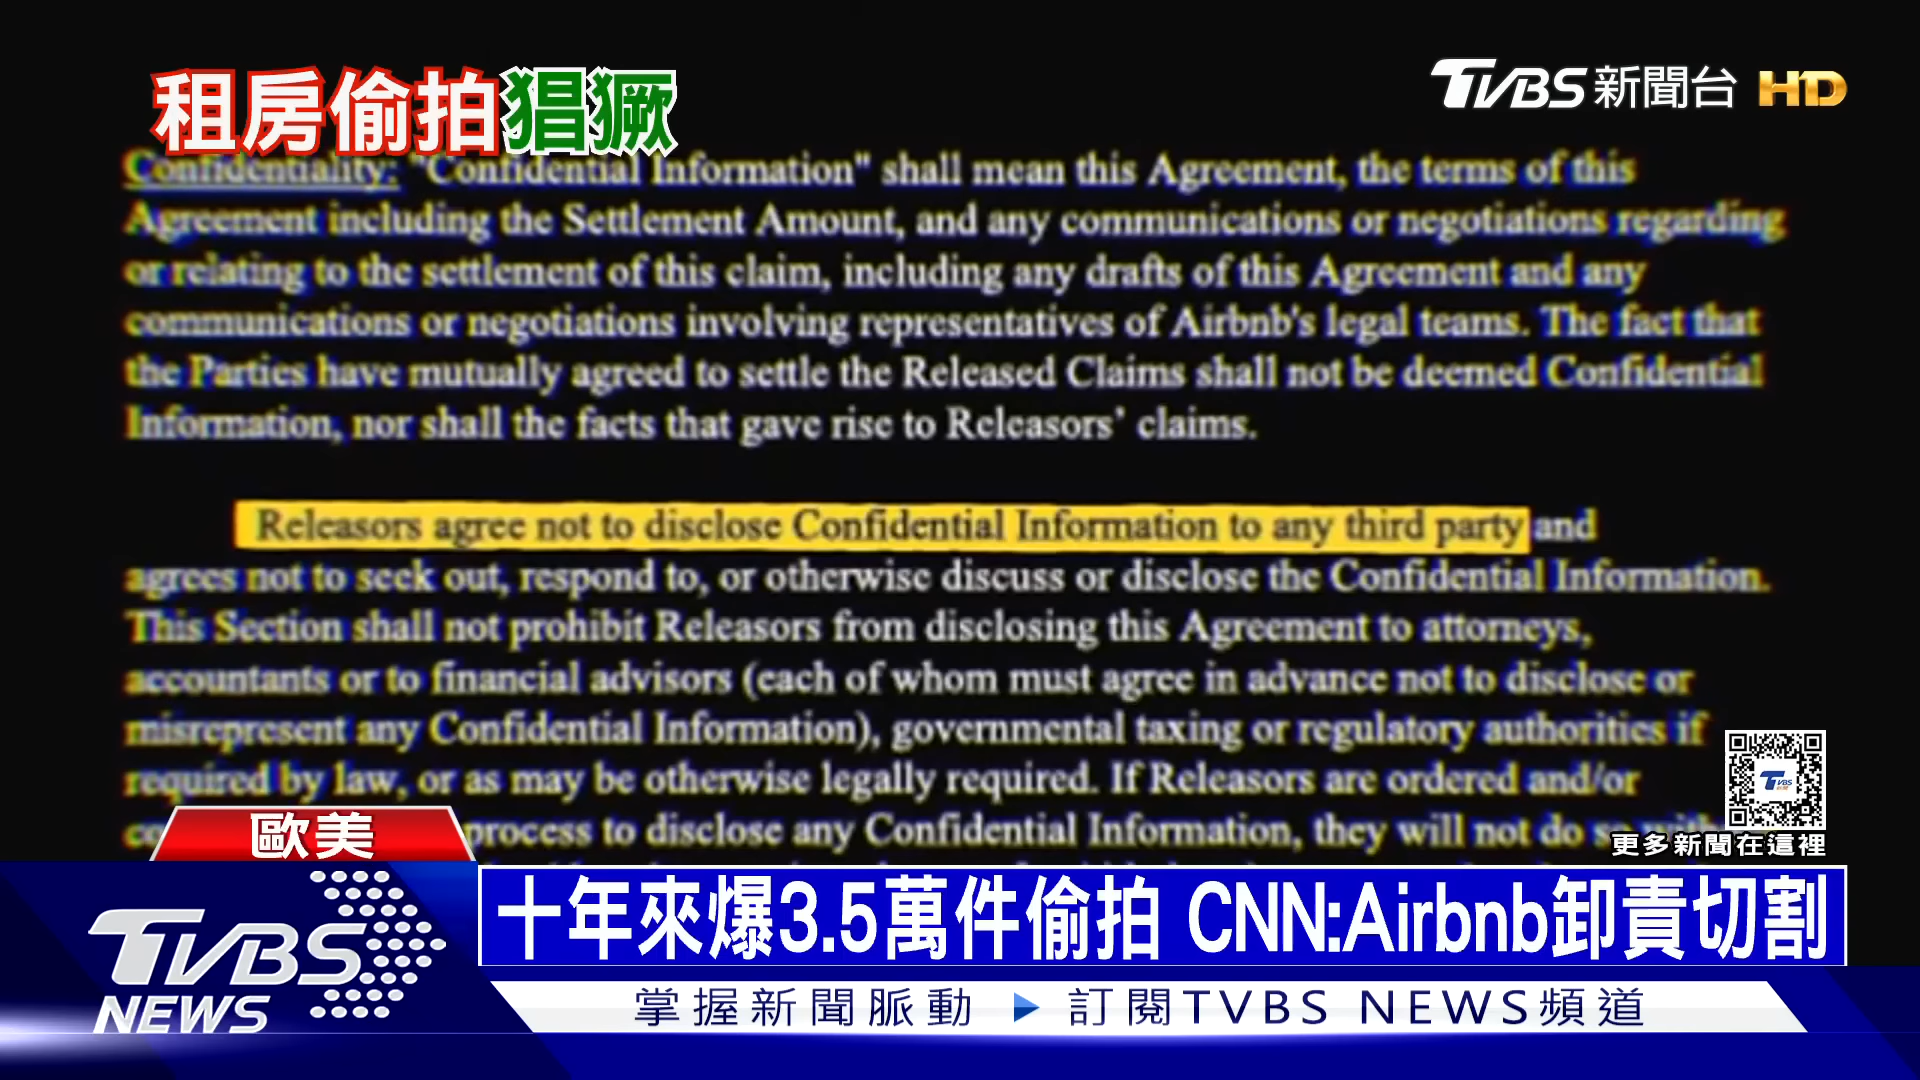 租房偷拍猖獗
TVBS新聞台 HD
Confidentiality: "Confidential Information" shall mean this Agreement, the terms of this
Agreement including the Settlement Amount, and any communications or negotiations regarding
or relating to the settlement of this claim, including any drafts of this Agreement and any
communications or negotiations involving representatives of Airbnb's legal teams. The fact that
the Parties have mutually agreed to settle the Released Claims shall not be deemed Confidential
Information, nor shall the facts that gave rise to Releasors' claims.
Releasors agree not to disclose Confidential Information to any third party and
agrees not to seek out, respond to, or otherwise discuss or disclose the Confidential Information.
This Section shall not prohibit Releasors from disclosing this Agreement to attorneys,
accountants or to financial advisors (each of whom must agree in advance not to disclose or
misrepresent any Confidential Information), governmental taxing or regulatory authorities if
required by law, or as may be otherwise legally required. If Releasors are ordered and/or
process to disclose any Confidential Information, they will not do so
TVBS
更多新聞在這裡
歐美
十年來爆3.5萬件偷拍 CNN:Airbnb卸責切割
TVBS
NEWS
掌握新聞脈動 ▶ 訂閱TVBS NEWS頻道